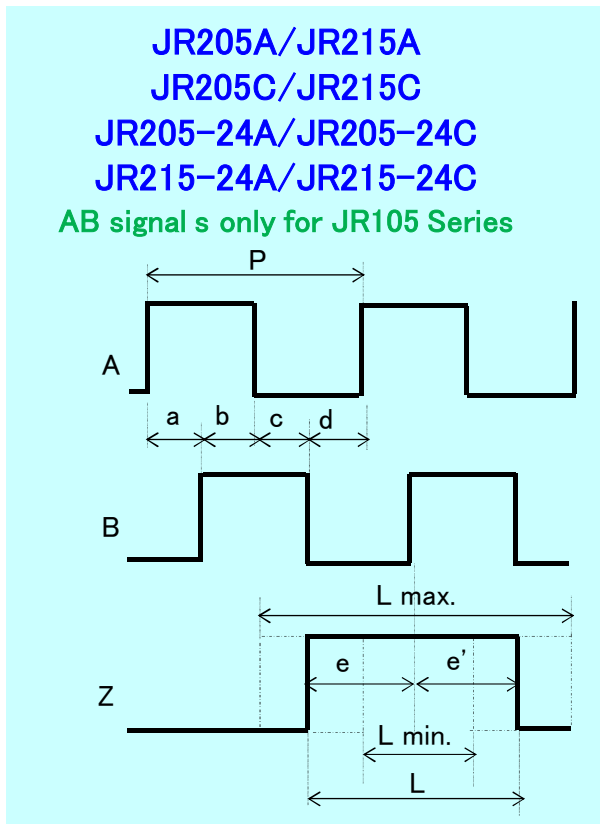 JR205A/JR215A
JR205C/JR215C
JR205-24A/JR205-24C
JR215-24A/JR215-24C
AB signal s only for JR105 Series
P
A
a b c d
B
L max.
e e'
Z
L min.
L